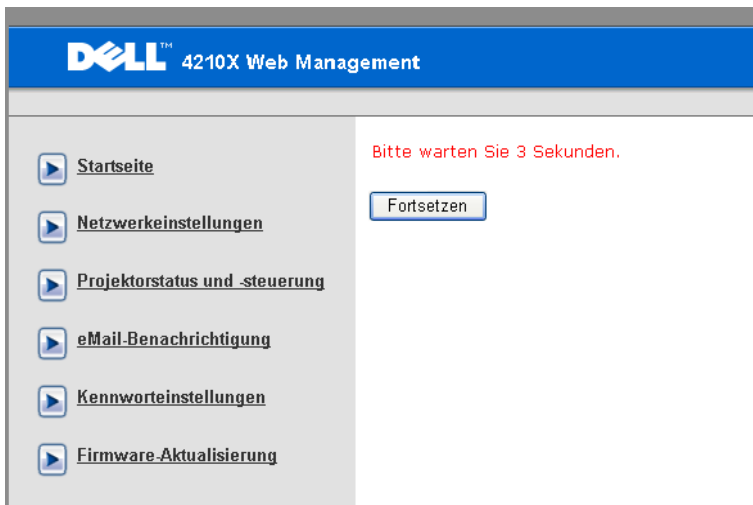 DELL™ 4210X Web Management
Startseite
Netzwerkeinstellungen
Projektorstatus und -steuerung
eMail-Benachrichtigung
Kennworteinstellungen
Firmware-Aktualisierung
Bitte warten Sie 3 Sekunden.
Fortsetzen